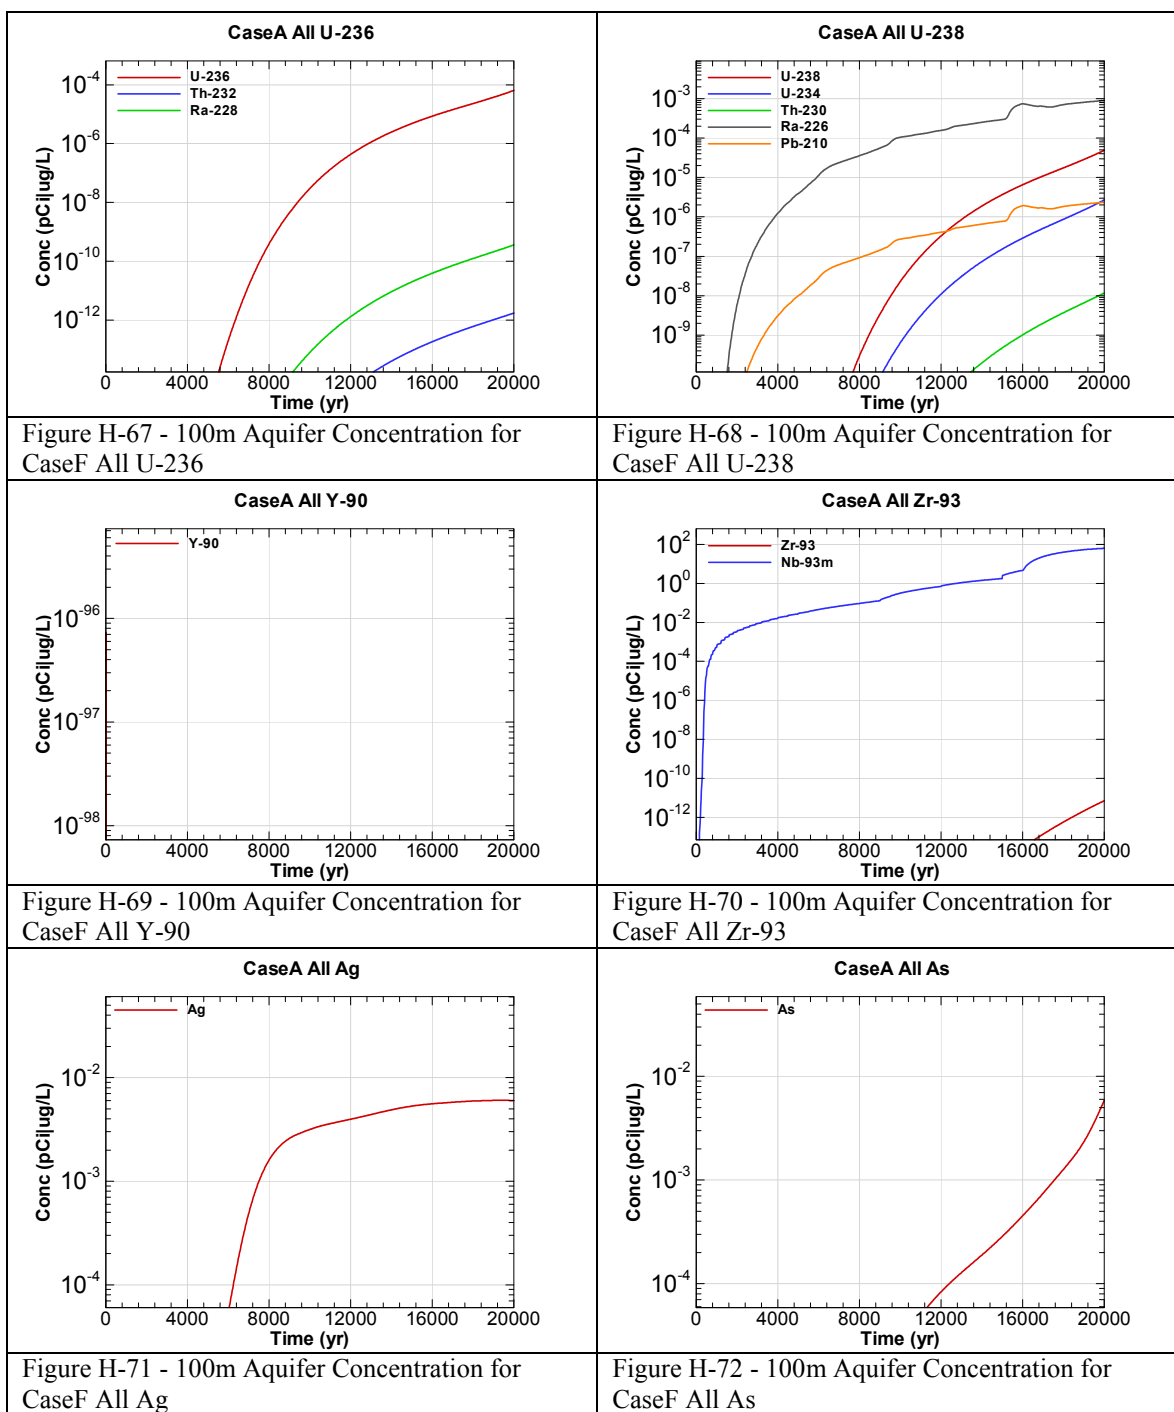 CaseA All U-236
U-236
Th-232
Ra-228
Conc (pCi|ug/L)
10-4
10-6
10-8
10-10
10-12
0 4000 8000 12000 16000 20000
Time (yr)
Figure H-67 - 100m Aquifer Concentration for
CaseF All U-236
CaseA All U-238
U-238
U-234
Th-230
Ra-226
Pb-210
Conc (pCi|ug/L)
10-3
10-4
10-5
10-6
10-7
10-8
10-9
0 4000 8000 12000 16000 20000
Time (yr)
Figure H-68 - 100m Aquifer Concentration for
CaseF All U-238
CaseA All Y-90
Y-90
Conc (pCi|ug/L)
10-96
10-97
10-98
0 4000 8000 12000 16000 20000
Time (yr)
Figure H-69 - 100m Aquifer Concentration for
CaseF All Y-90
CaseA All Zr-93
Zr-93
Nb-93m
Conc (pCi|ug/L)
102
100
10-2
10-4
10-6
10-8
10-10
10-12
0 4000 8000 12000 16000 20000
Time (yr)
Figure H-70 - 100m Aquifer Concentration for
CaseF All Zr-93
CaseA All Ag
Ag
Conc (pCi|ug/L)
10-2
10-3
10-4
0 4000 8000 12000 16000 20000
Time (yr)
Figure H-71 - 100m Aquifer Concentration for
CaseF All Ag
CaseA All As
As
Conc (pCi|ug/L)
10-2
10-3
10-4
0 4000 8000 12000 16000 20000
Time (yr)
Figure H-72 - 100m Aquifer Concentration for
CaseF All As